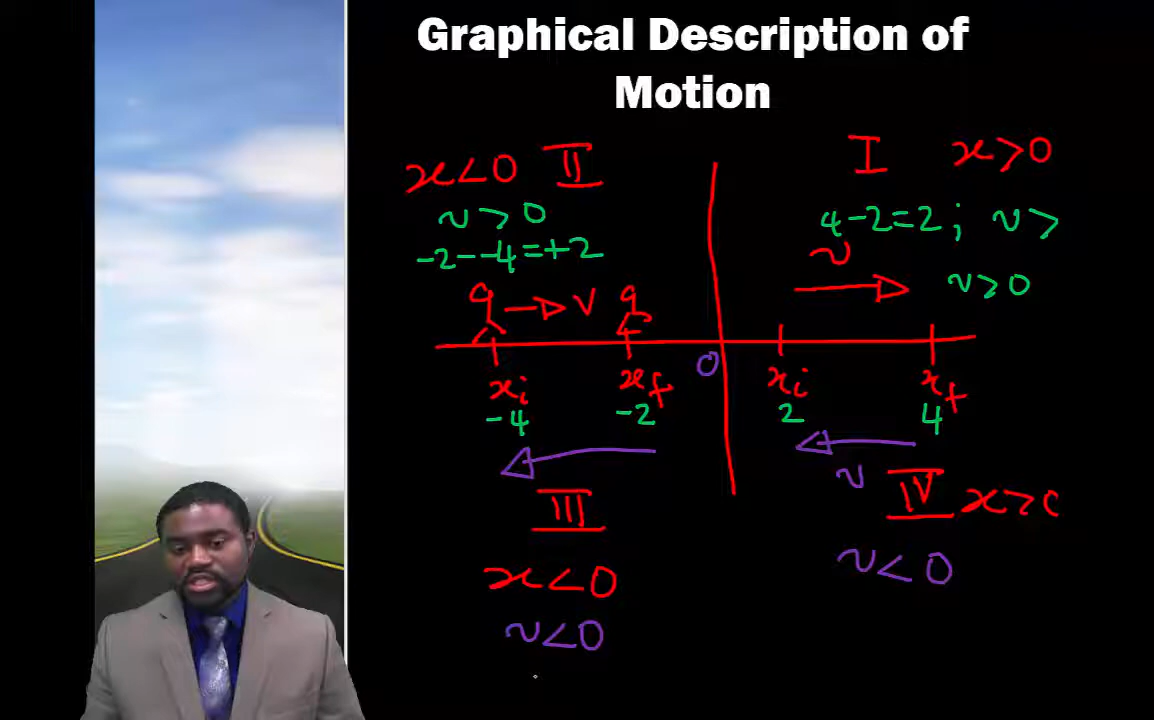 Graphical Description of
Motion
x<0 II
v>0
-2--4=+2
v
I x>0
4-2=2; v>
v
v>0
0
xi
-4
xf
-2
xi
2
xf
4
v
III
x<0
v<0
IV x>0
v<0